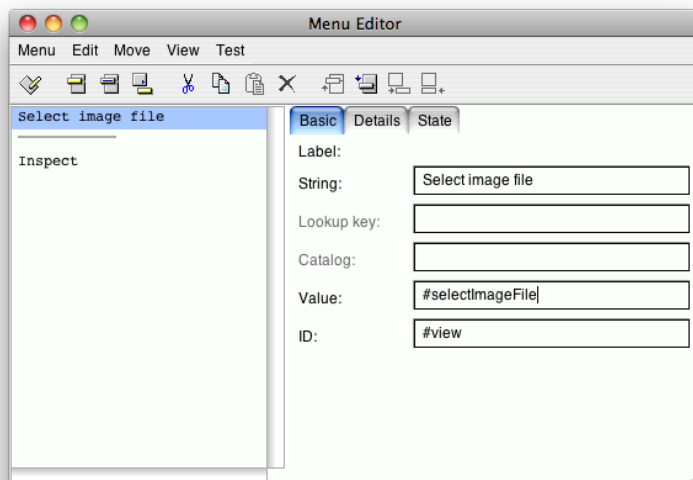 Menu Editor
Menu Edit Move View Test
Select image file
Inspect
Basic Details State
Label:
String: Select image file
Lookup key:
Catalog:
Value: #selectImageFile
ID: #view